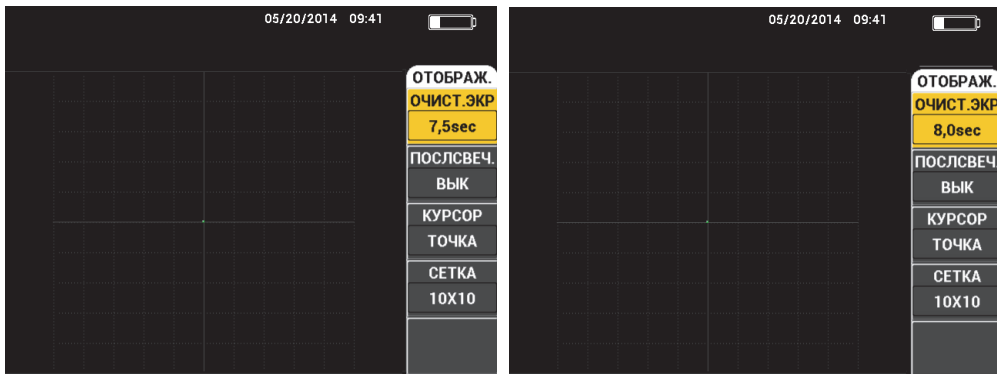 05/20/2014 09:41
ОТОБРАЖ.
ОЧИСТ.ЭКР
7,5sec
ПОСЛСВЕЧ.
ВЫК
КУРСОР
ТОЧКА
СЕТКА
10X10
05/20/2014 09:41
ОТОБРАЖ.
ОЧИСТ.ЭКР
8,0sec
ПОСЛСВЕЧ.
ВЫК
КУРСОР
ТОЧКА
СЕТКА
10X10